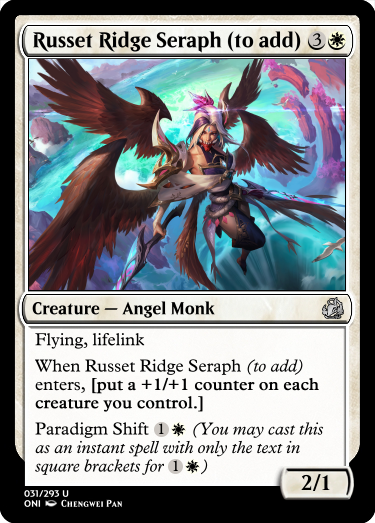 Russet Ridge Seraph (to add) 3
Creature — Angel Monk
Flying, lifelink
When Russet Ridge Seraph (to add)
enters, [put a +1/+1 counter on each
creature you control.]
Paradigm Shift 1 (You may cast this
as an instant spell with only the text in
square brackets for 1 )
031/293 U
ONI Chengwei Pan
2/1